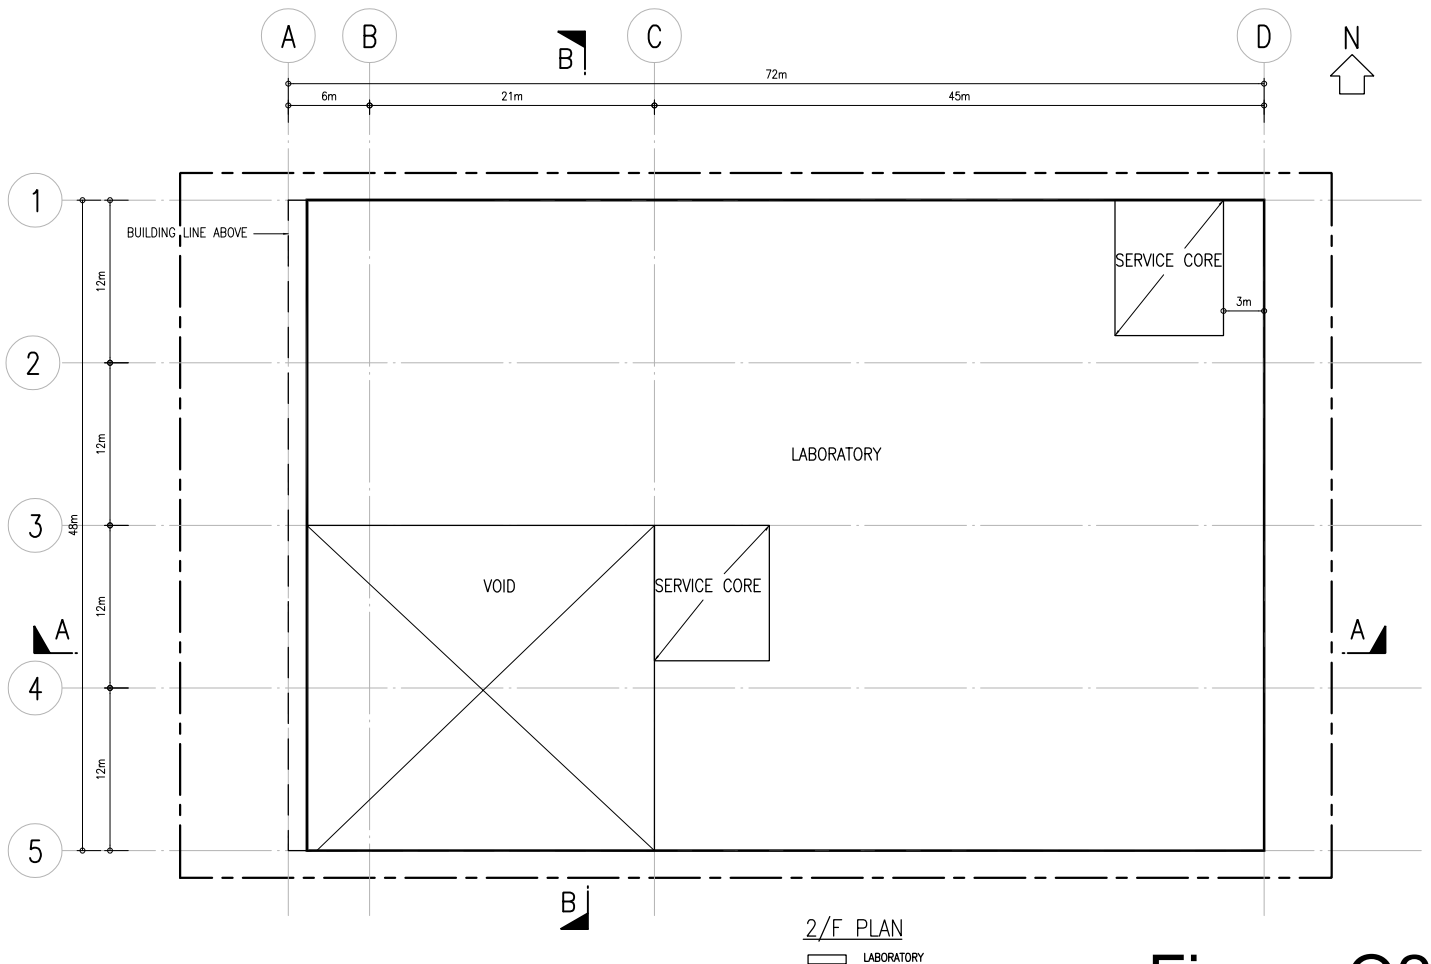 A B B C D N
72m
6m 21m 45m
1
BUILDING LINE ABOVE
SERVICE CORE
12m
3m
2
12m
LABORATORY
3
48m
VOID
SERVICE CORE
12m
A A
4
12m
5
B
2/F PLAN
LABORATORY